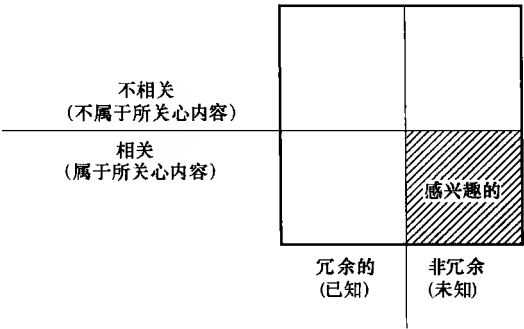 不相关
（不属于所关心内容）
相关
（属于所关心内容）
感兴趣的
冗余的
（已知）
非冗余
（未知）